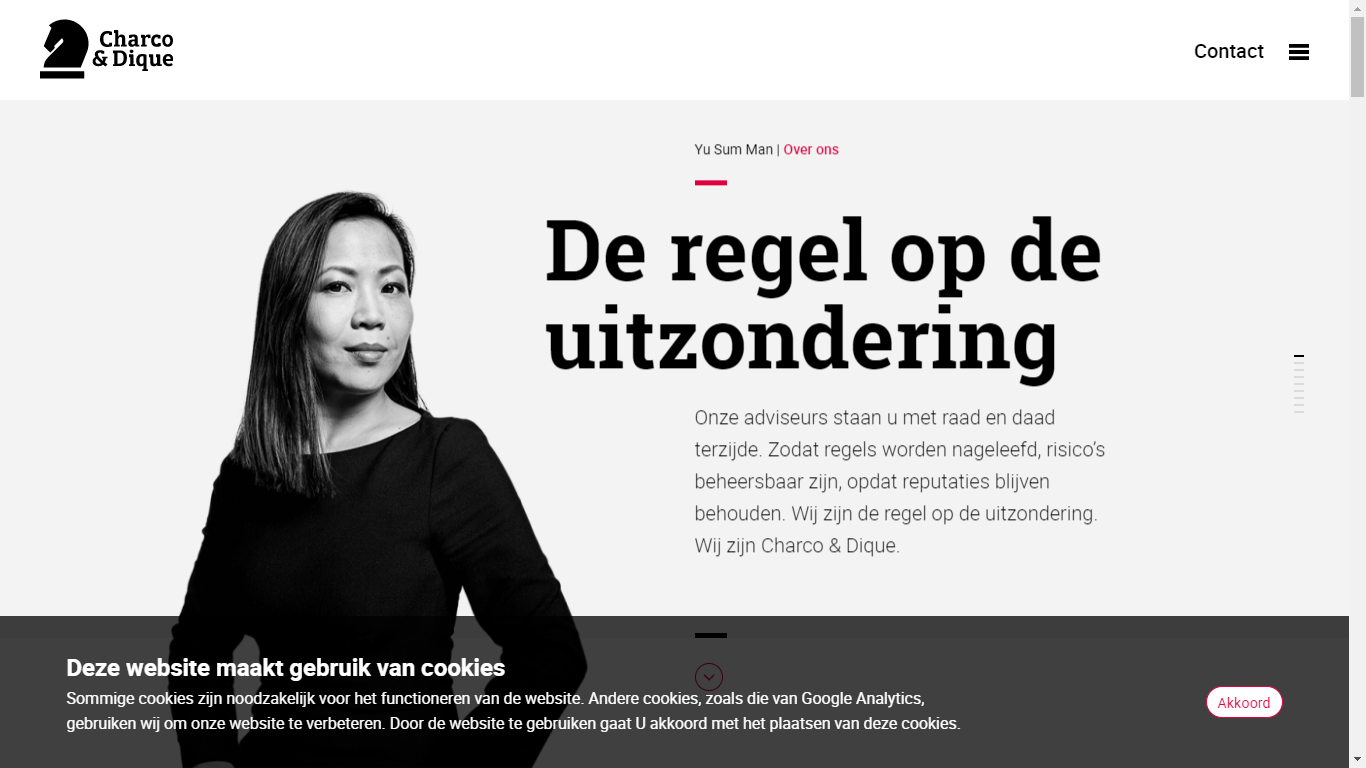 Charco
& Dique
Contact
Yu Sum Man | Over ons
De regel op de
uitzondering
Onze adviseurs staan u met raad en daad
terzijde. Zodat regels worden nageleefd, risico’s
beheersbaar zijn, opdat reputaties blijven
behouden. Wij zijn de regel op de uitzondering.
Wij zijn Charco & Dique.
Deze website maakt gebruik van cookies
Sommige cookies zijn noodzakelijk voor het functioneren van de website. Andere cookies, zoals die van Google Analytics,
gebruiken wij om onze website te verbeteren. Door de website te gebruiken gaat U akkoord met het plaatsen van deze cookies.
Akkoord